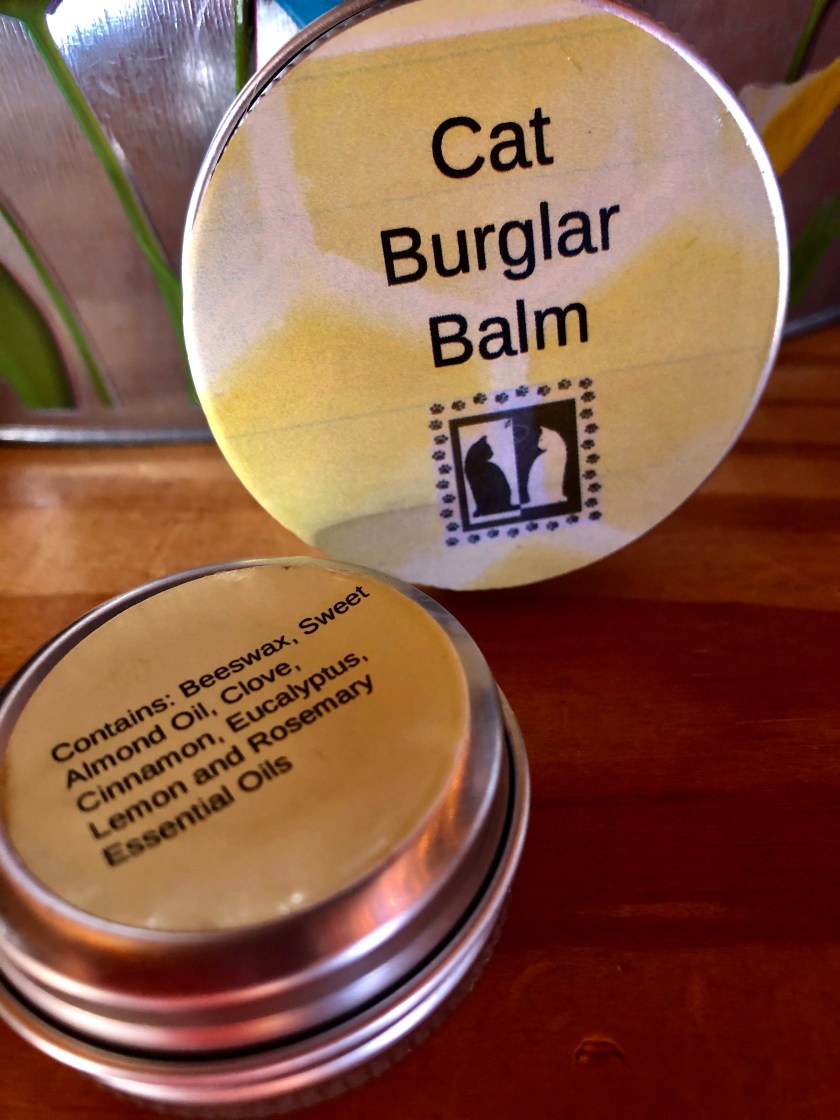 Cat
Burglar
Balm
Contains: Beeswax, Sweet
Almond Oil, Clove,
Cinnamon, Eucalyptus,
Lemon and Rosemary
Essential Oils